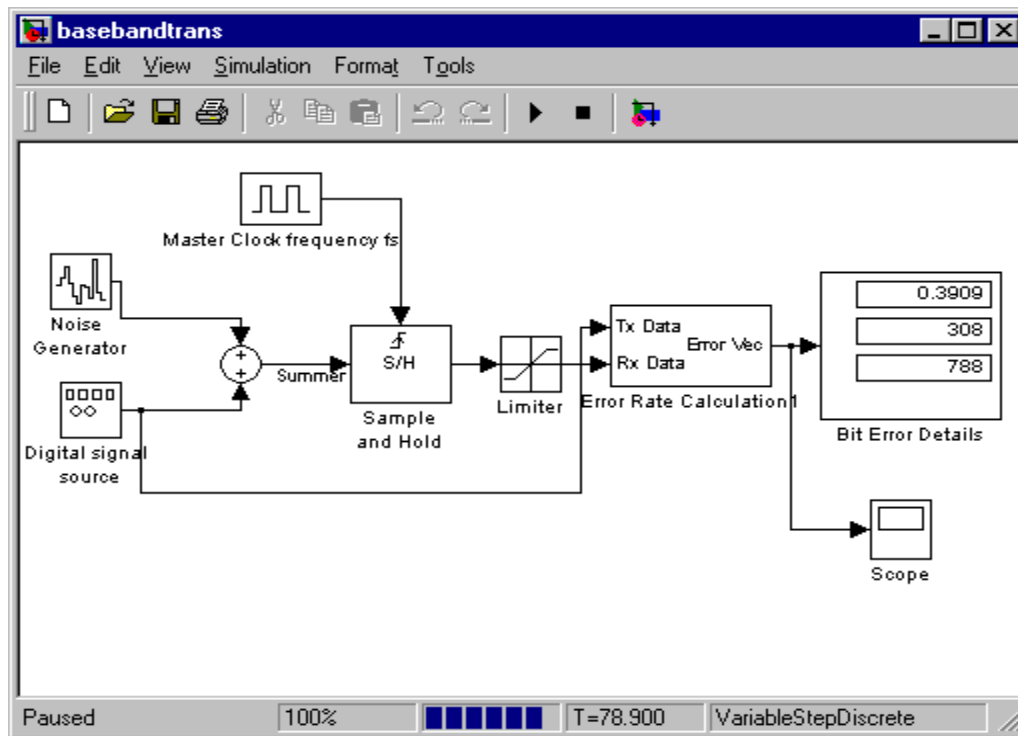 basebandtrans
File Edit View Simulation Format Tools
Master Clock frequency fs
Noise
Generator
+
+
Summer
S/H
Sample
and Hold
Limiter
Tx Data
Rx Data
Error Vec
Error Rate Calculation1
0.3909
308
788
Bit Error Details
Digital signal
source
Scope
Paused 100% T=78.900 VariableStepDiscrete